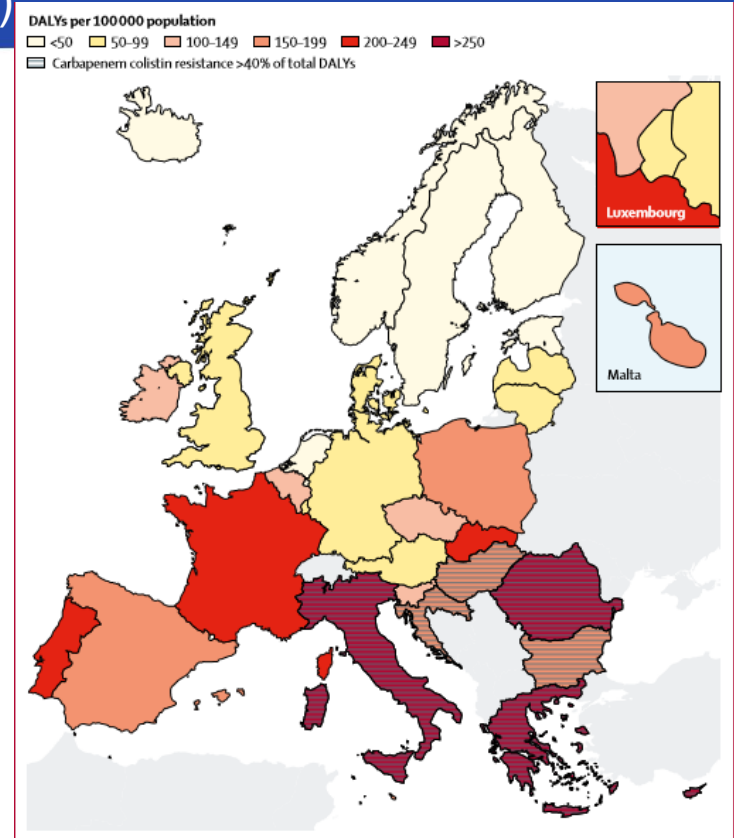 )
DALYs per 100 000 population
<50 50–99 100–149 150–199 200–249 >250
Carbapenem colistin resistance >40% of total DALYs
Luxembourg
Malta